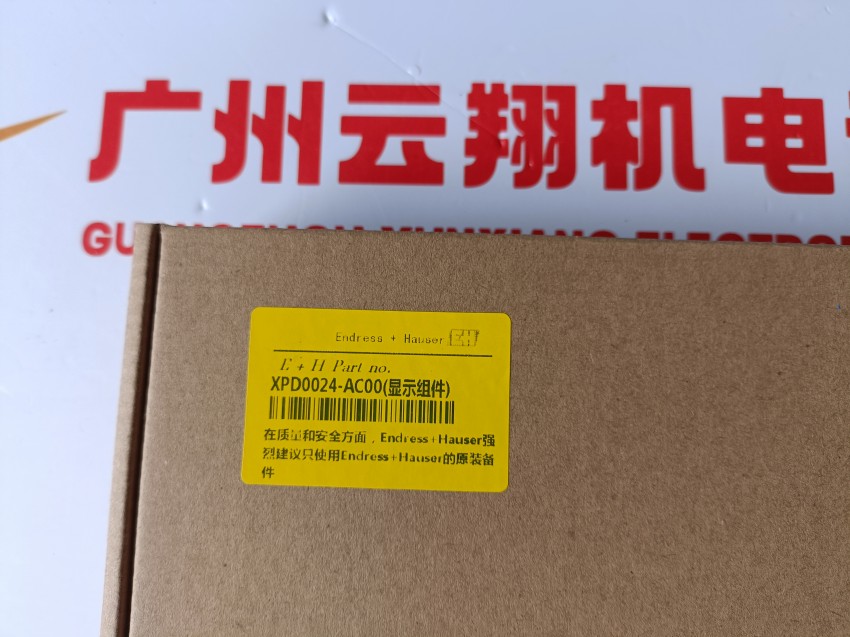 广州云翔机电
Endress + Hauser EH
E + H Part no.
XPD0024-AC00(显示组件)
在质量和安全方面，Endress+Hauser强
烈建议只使用Endress+Hauser的原装备
件